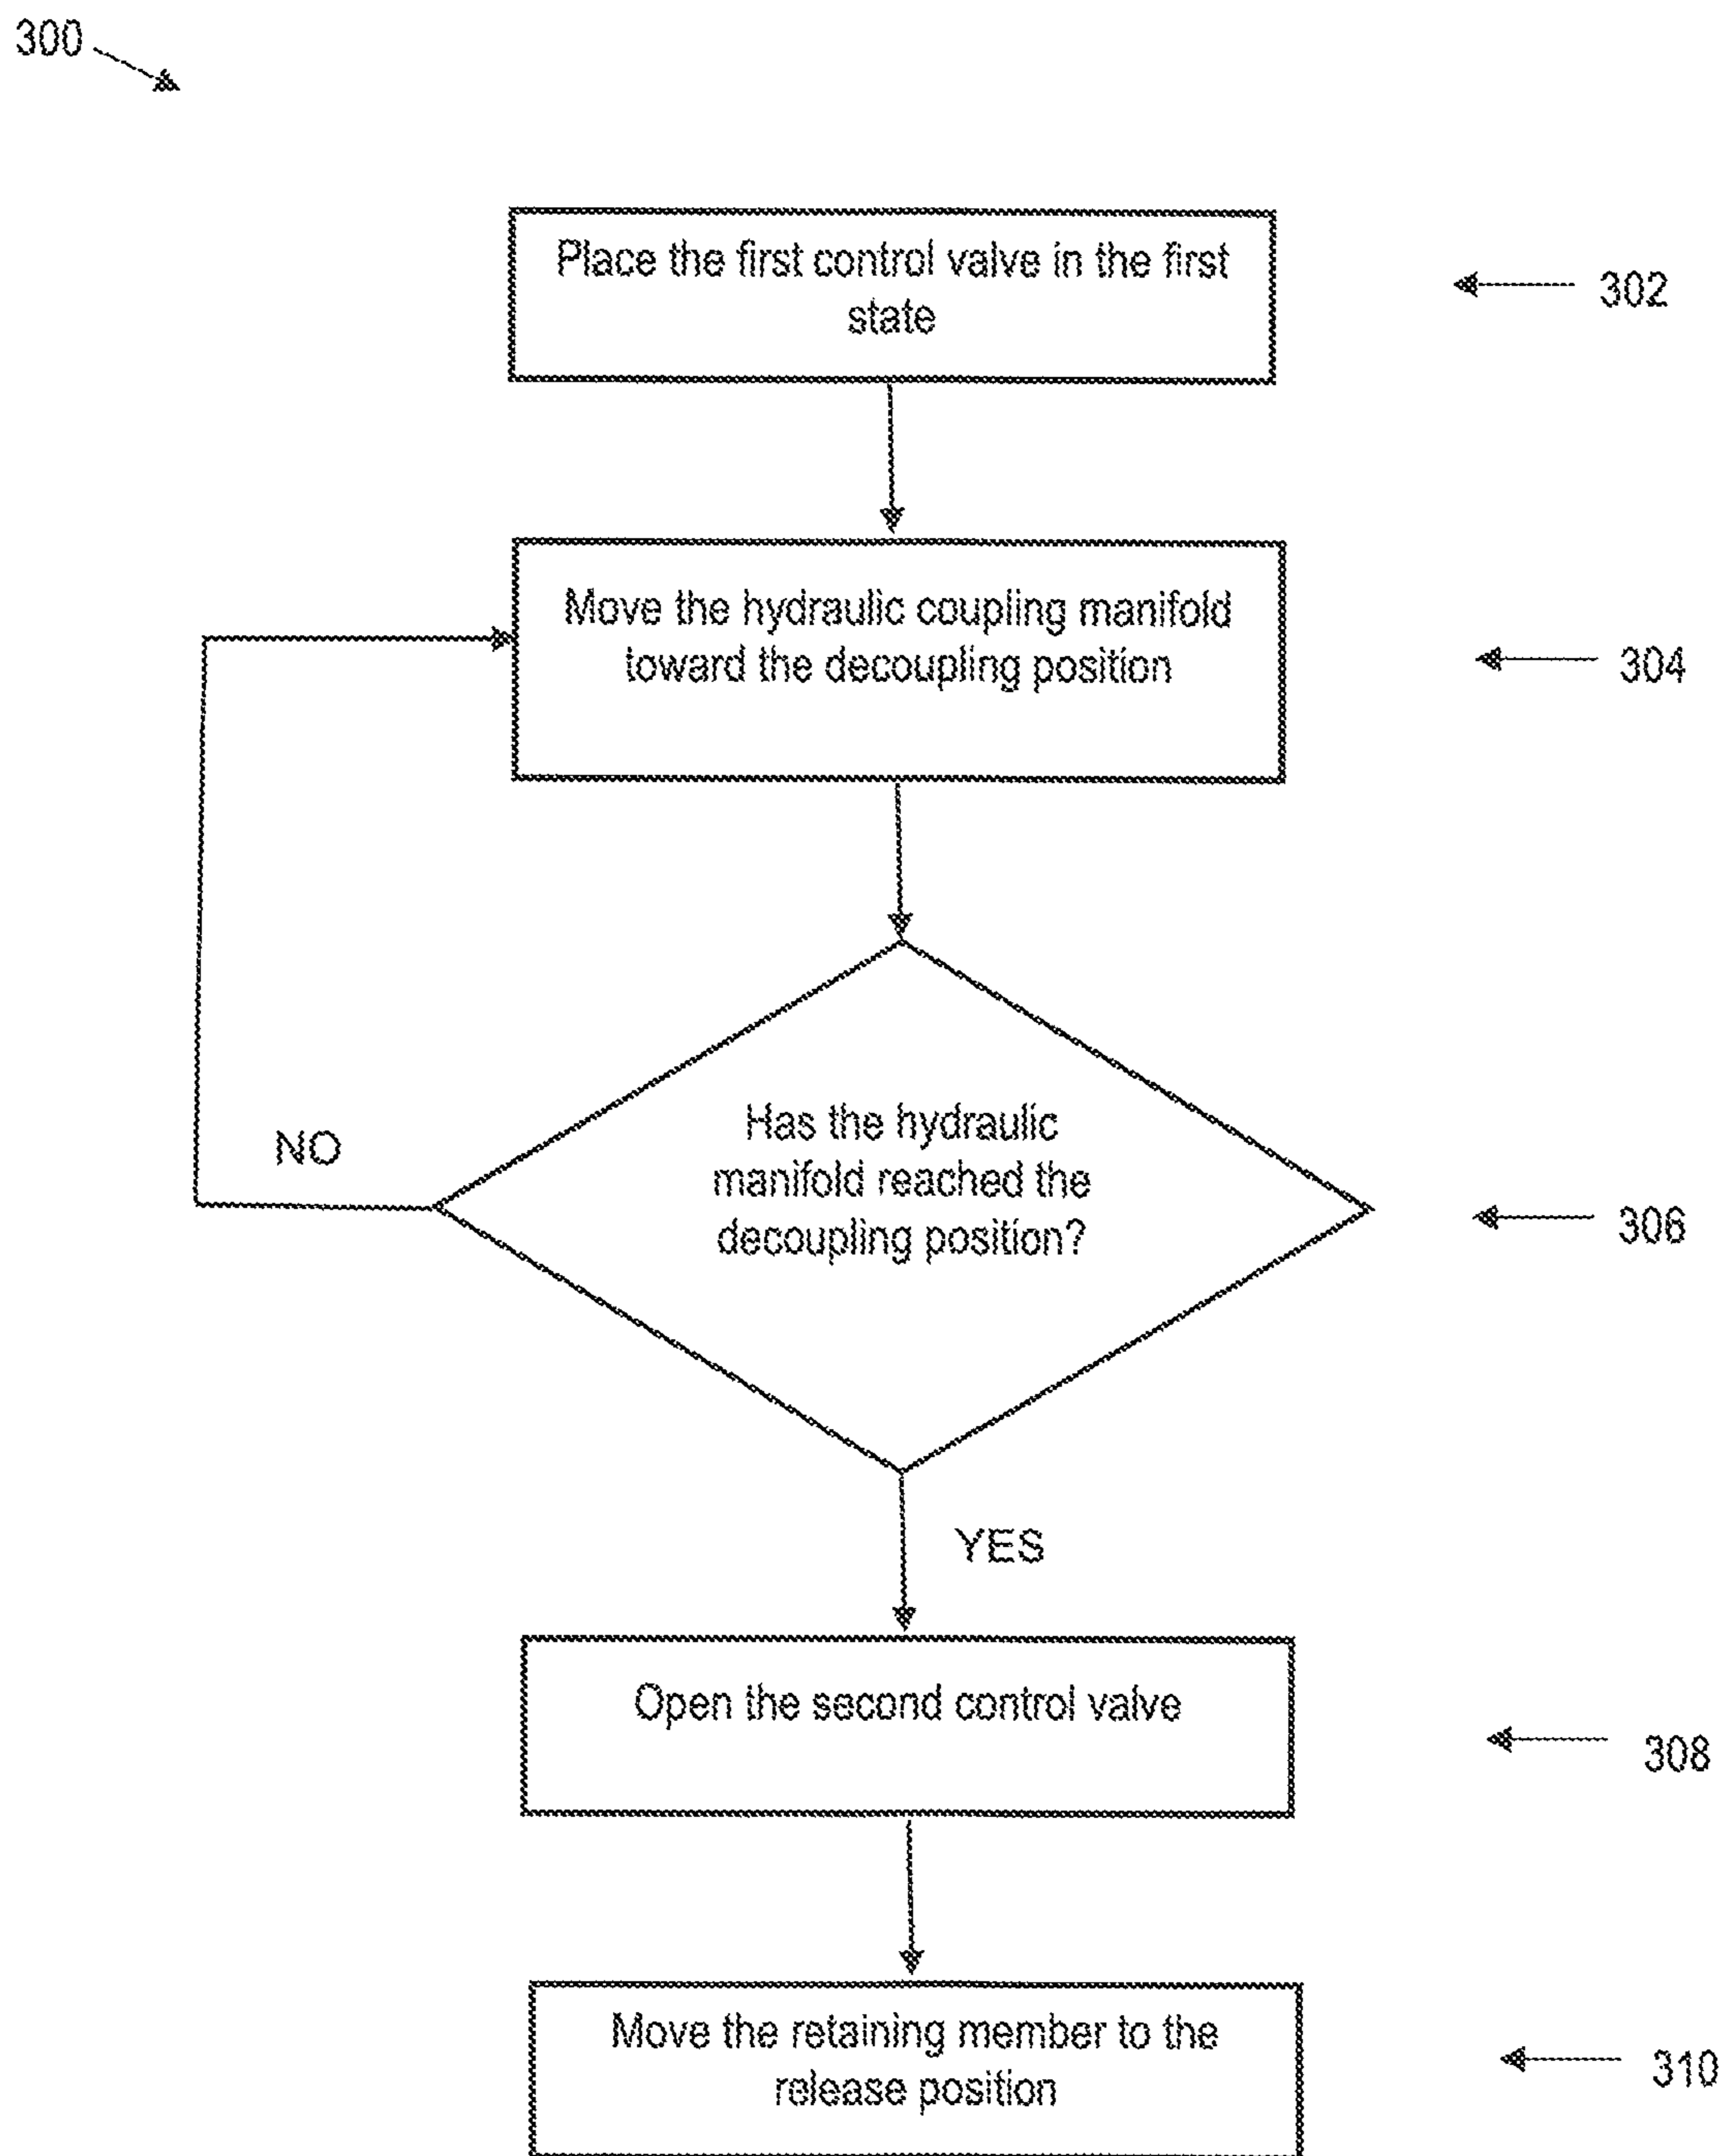 300
Place the first control valve in the first
state
302
Move the hydraulic coupling manifold
toward the decoupling position
304
Has the hydraulic
manifold reached the
decoupling position?
306
NO
YES
Open the second control valve
308
Move the retaining member to the
release position
310